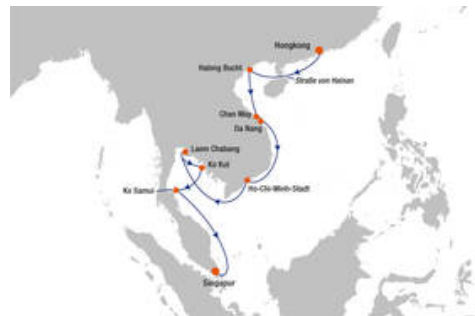 Hongkong
Halong Bucht
Straße von Hainan
Chan May
Da Nang
Laem Chabang
Ko Kut
Ko Samui
Ho-Chi-Minh-Stadt
Singapur